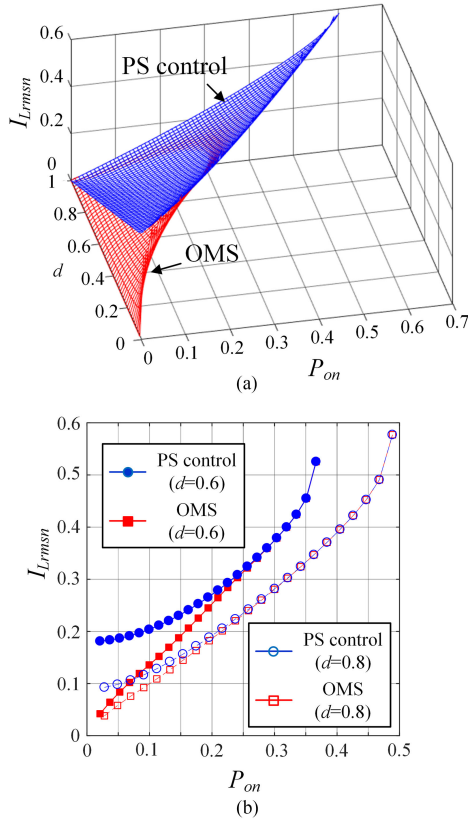 0.6
0.4
0.2
0
I_Lrmsn
PS control
1
0.8
0.6
0.4
0.2
0
d
OMS
0 0.1 0.2 0.3 0.4 0.5 0.6 0.7
P_on
(a)
0.6
0.5
0.4
0.3
0.2
0.1
0
I_Lrmsn
PS control
(d=0.6)
OMS
(d=0.6)
PS control
(d=0.8)
OMS
(d=0.8)
0 0.1 0.2 0.3 0.4 0.5
P_on
(b)